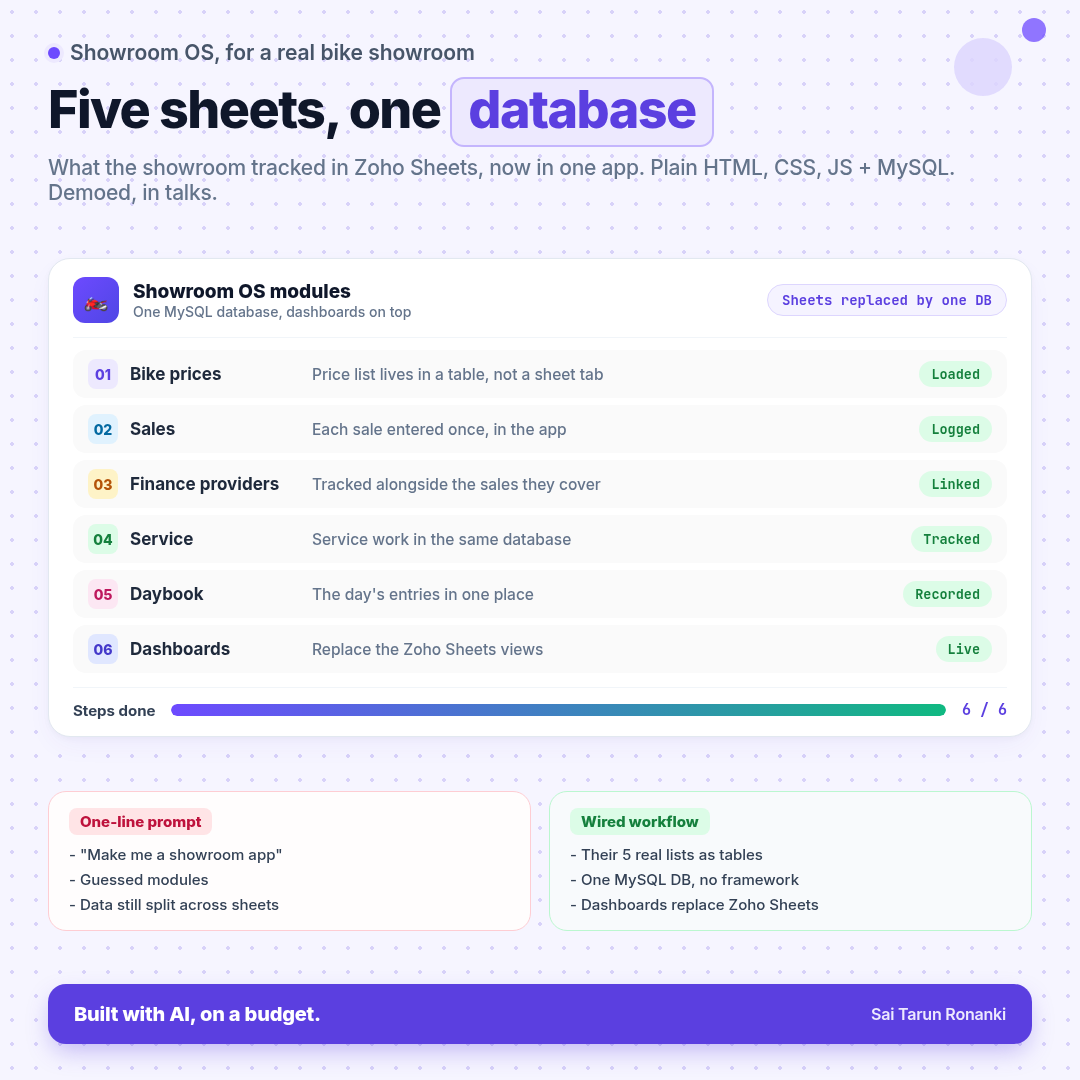 Showroom OS, for a real bike showroom
Five sheets, one database
What the showroom tracked in Zoho Sheets, now in one app. Plain HTML, CSS, JS + MySQL.
Demoed, in talks.
Showroom OS modules
One MySQL database, dashboards on top
Sheets replaced by one DB
01 Bike prices Price list lives in a table, not a sheet tab Loaded
02 Sales Each sale entered once, in the app Logged
03 Finance providers Tracked alongside the sales they cover Linked
04 Service Service work in the same database Tracked
05 Daybook The day's entries in one place Recorded
06 Dashboards Replace the Zoho Sheets views Live
Steps done 6 / 6
One-line prompt
- "Make me a showroom app"
- Guessed modules
- Data still split across sheets
Wired workflow
- Their 5 real lists as tables
- One MySQL DB, no framework
- Dashboards replace Zoho Sheets
Built with AI, on a budget. Sai Tarun Ronanki